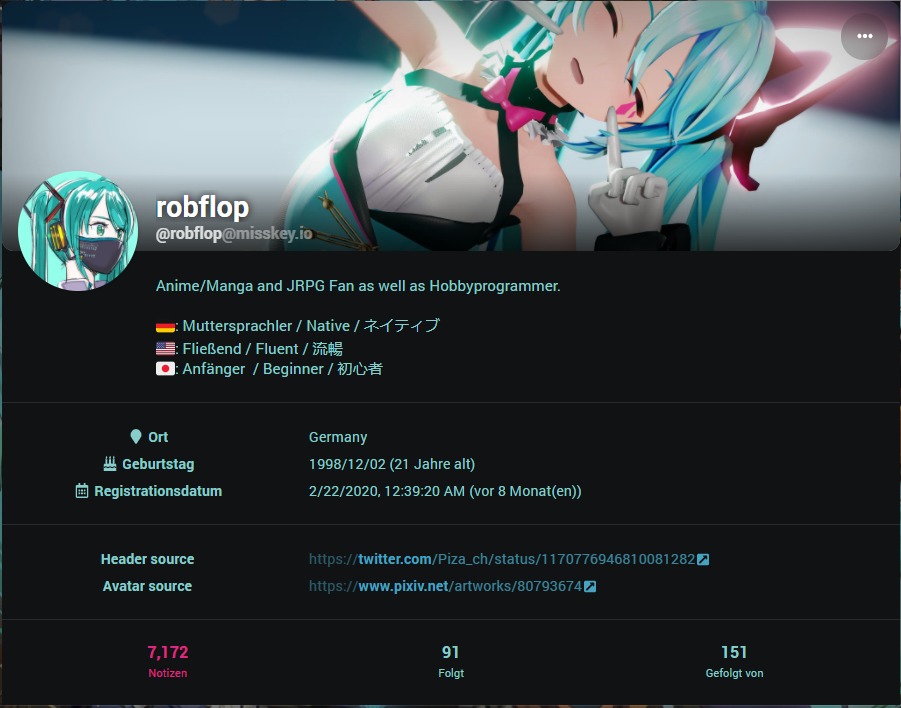 robflop
@robflop@misskey.io
Anime/Manga and JRPG Fan as well as Hobbyprogrammer.
🇩🇪: Muttersprachler / Native / ネイティブ
🇺🇸: Fließend / Fluent / 流暢
🇯🇵: Anfänger / Beginner / 初心者
Ort Germany
Geburtstag 1998/12/02 (21 Jahre alt)
Registrationsdatum 2/22/2020, 12:39:20 AM (vor 8 Monat(en))
Header source https://twitter.com/Piza_ch/status/1170776946810081282
Avatar source https://www.pixiv.net/artworks/80793674
7,172 91 151
Notizen Folgt Gefolgt von